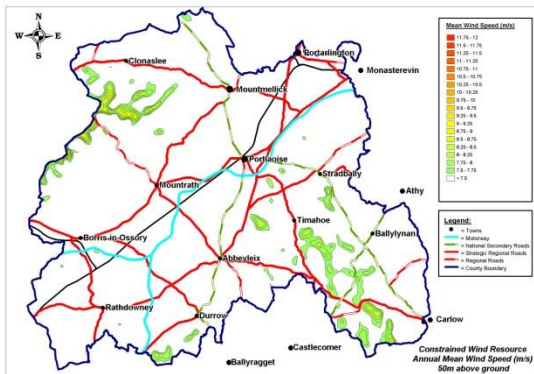 N
W E
S
Portarlington
Clonaslee
Monasterevin
Mountmellick
Portlaoise
Stradbally
Mountrath
Athy
Timahoe
Borris-in-Ossory
Ballylynan
Abbeyleix
Rathdowney
Durrow
Carlow
Castlecomer
Ballyragget
Mean Wind Speed (m/s)
11.75 - 12
11.5 - 11.75
11.25 - 11.5
11 - 11.25
10.75 - 11
10.5 - 10.75
10.25 - 10.5
10 - 10.25
9.75 - 10
9.5 - 9.75
9.25 - 9.5
9 - 9.25
8.75 - 9
8.5 - 8.75
8.25 - 8.5
8 - 8.25
7.75 - 8
7.5 - 7.75
< 7.5
Legend:
= Towns
= Motorway
= National Secondary Roads
= Strategic Regional Roads
= Regional Roads
= County Boundary
Constrained Wind Resource
Annual Mean Wind Speed (m/s)
50m above ground